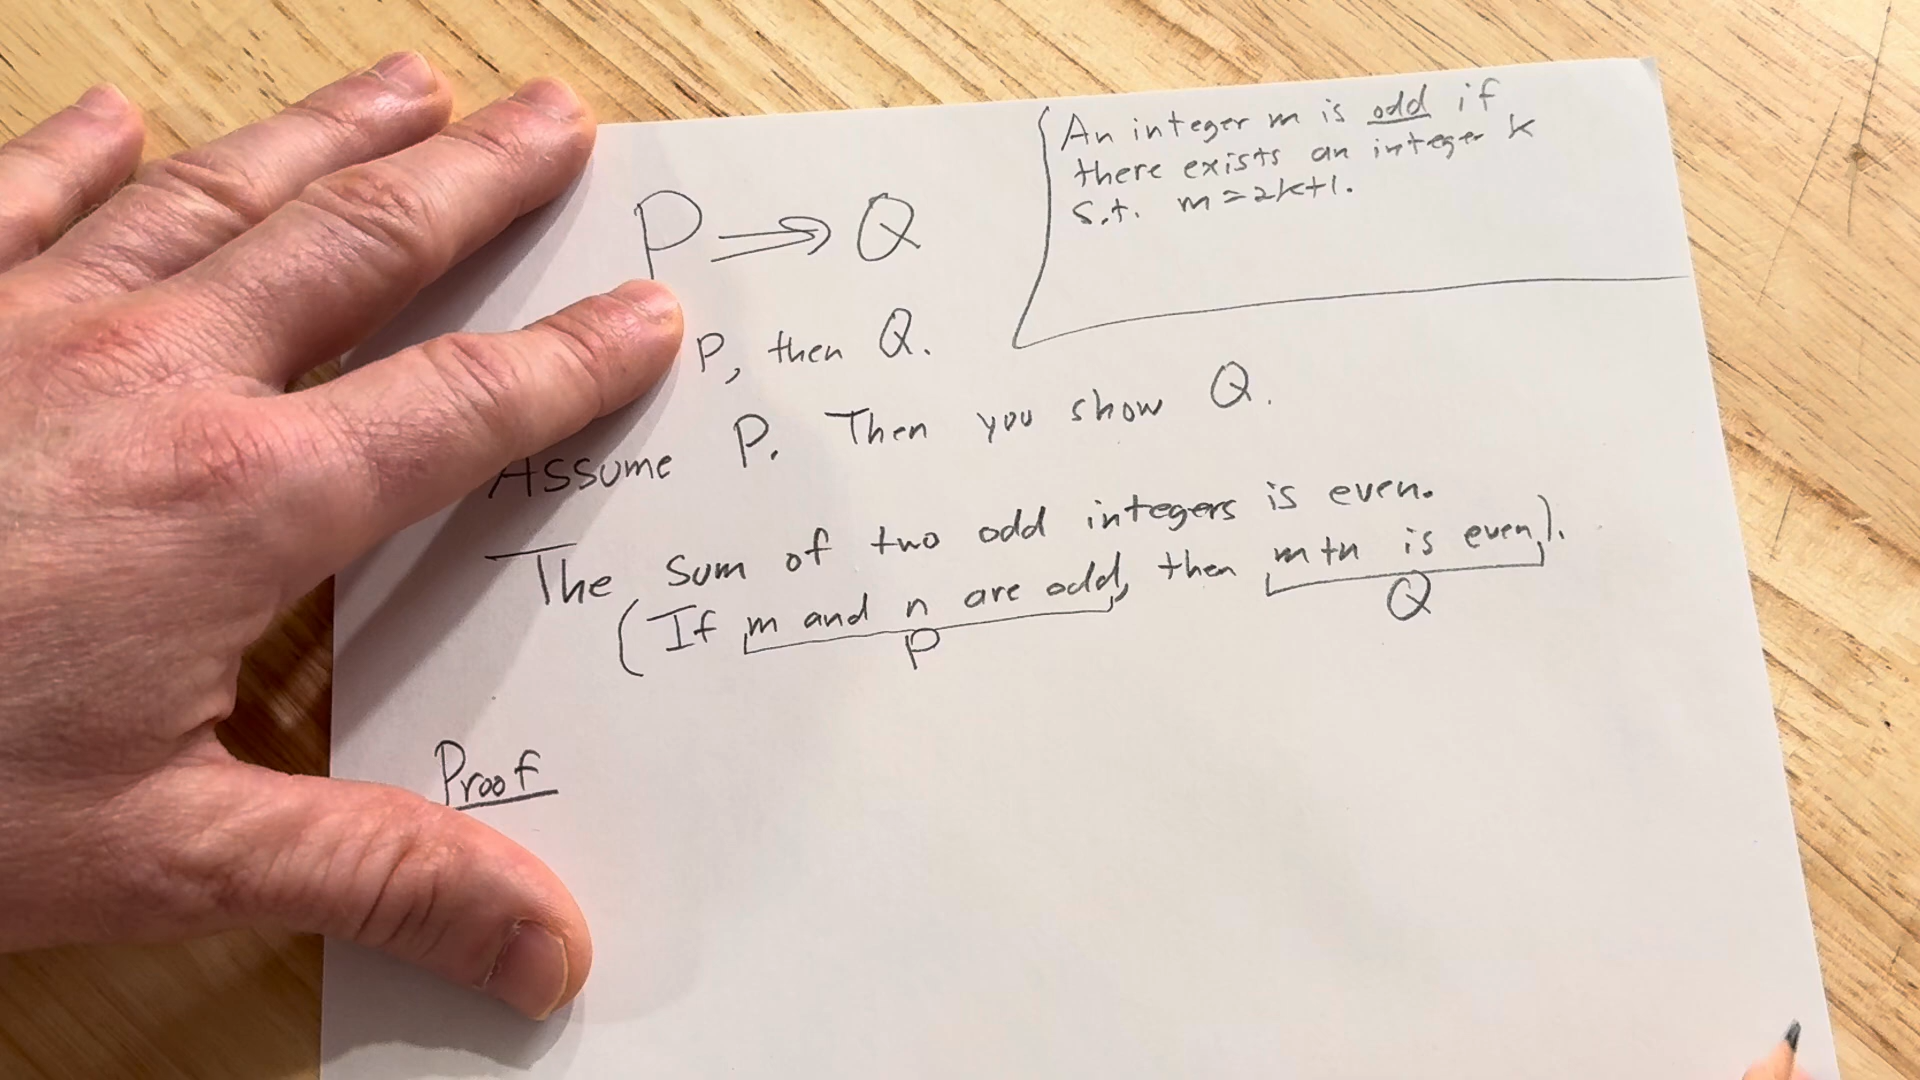 An integer m is odd if
there exists an integer k
s.t. m=2k+1.
P ⟹ Q
P, then Q.
Assume P. Then you show Q.
The sum of two odd integers is even.
(If m and n are odd, then m+n is even).
P Q
Proof